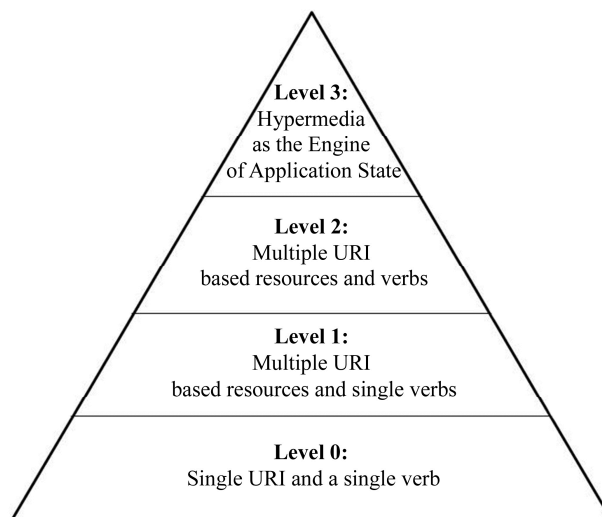 Level 3:
Hypermedia
as the Engine
of Application State
Level 2:
Multiple URI
based resources and verbs
Level 1:
Multiple URI
based resources and single verbs
Level 0:
Single URI and a single verb